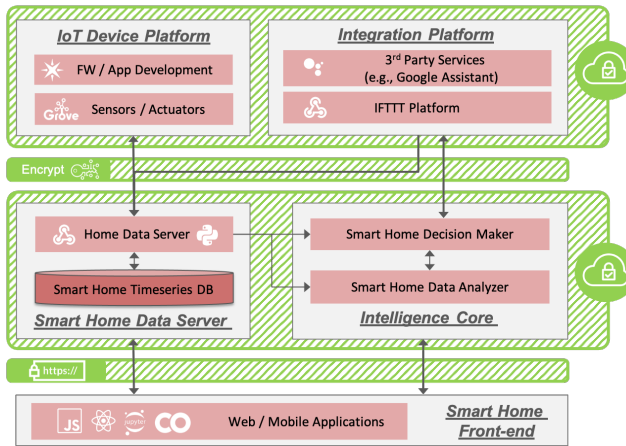 IoT Device Platform
FW / App Development
Grove
Sensors / Actuators
Integration Platform
3rd Party Services
(e.g., Google Assistant)
IFTTT Platform
Encrypt
Home Data Server
Smart Home Timeseries DB
Smart Home Data Server
Smart Home Decision Maker
Smart Home Data Analyzer
Intelligence Core
https://
JS
jupyter
CO
Web / Mobile Applications
Smart Home
Front-end